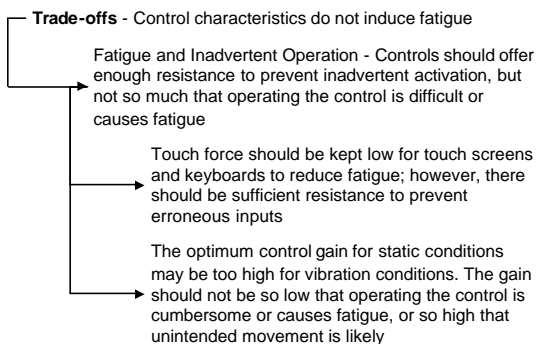 Trade-offs - Control characteristics do not induce fatigue
Fatigue and Inadvertent Operation - Controls should offer
enough resistance to prevent inadvertent activation, but
not so much that operating the control is difficult or
causes fatigue
Touch force should be kept low for touch screens
and keyboards to reduce fatigue; however, there
should be sufficient resistance to prevent
erroneous inputs
The optimum control gain for static conditions
may be too high for vibration conditions. The gain
should not be so low that operating the control is
cumbersome or causes fatigue, or so high that
unintended movement is likely